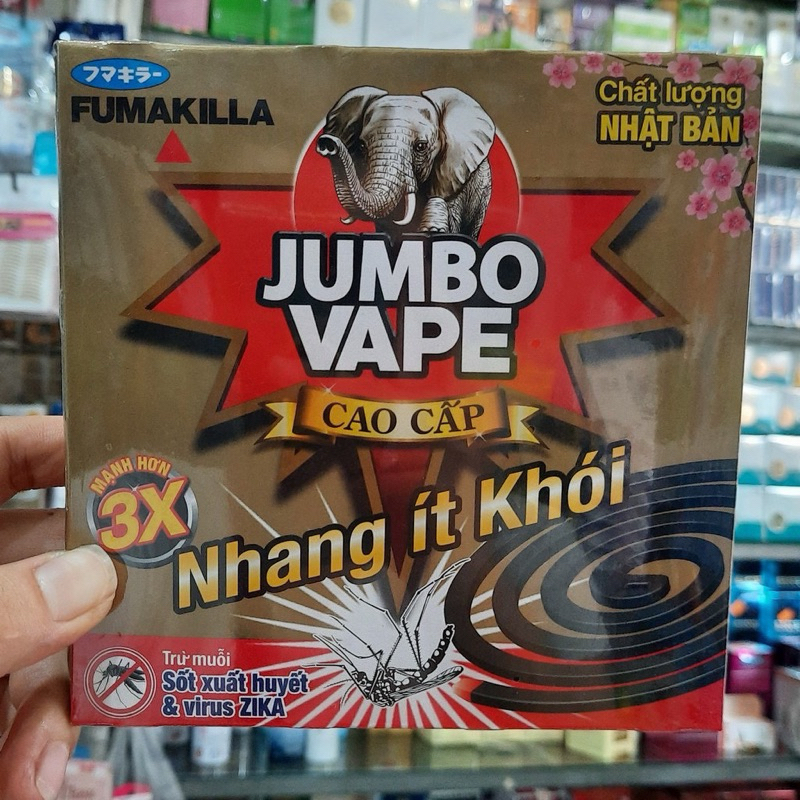 フマキラー
FUMAKILLA
Chất lượng
NHẬT BẢN
JUMBO
VAPE
CAO CẤP
MẠNH HƠN
3X
Nhang ít Khói
Trừ muỗi
Sốt xuất huyết
& virus ZIKA